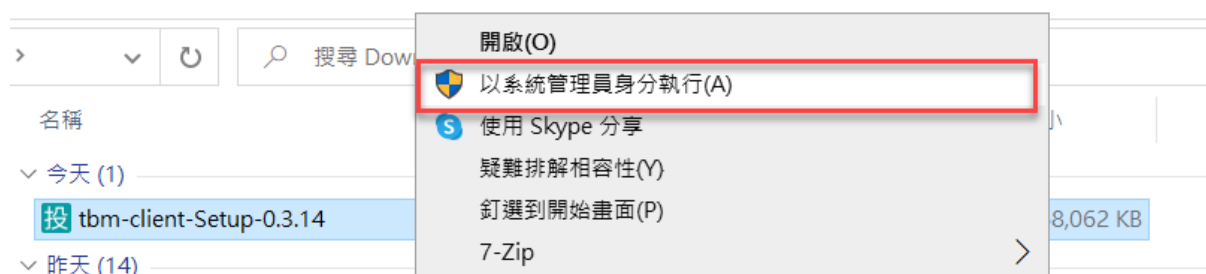 開啟(O)
搜尋 Dow
以系統管理員身分執行(A)
名稱
使用 Skype 分享
今天 (1)
疑難排解相容性(Y)
投 tbm-client-Setup-0.3.14
釘選到開始畫面(P)
8,062 KB
7-Zip
昨天 (14)